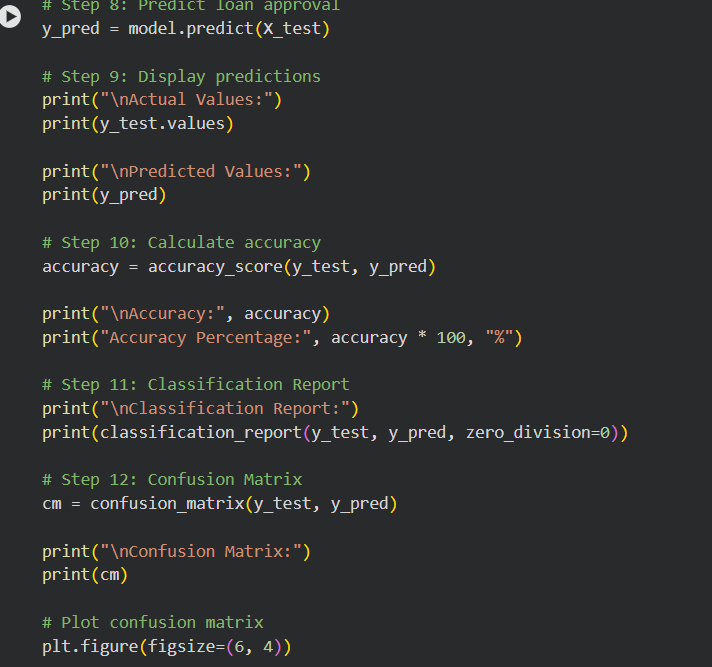 # Step 8: Predict loan approval
y_pred = model.predict(X_test)
# Step 9: Display predictions
print("\nActual Values:")
print(y_test.values)
print("\nPredicted Values:")
print(y_pred)
# Step 10: Calculate accuracy
accuracy = accuracy_score(y_test, y_pred)
print("\nAccuracy:", accuracy)
print("Accuracy Percentage:", accuracy * 100, "%")
# Step 11: Classification Report
print("\nClassification Report:")
print(classification_report(y_test, y_pred, zero_division=0))
# Step 12: Confusion Matrix
cm = confusion_matrix(y_test, y_pred)
print("\nConfusion Matrix:")
print(cm)
# Plot confusion matrix
plt.figure(figsize=(6, 4))